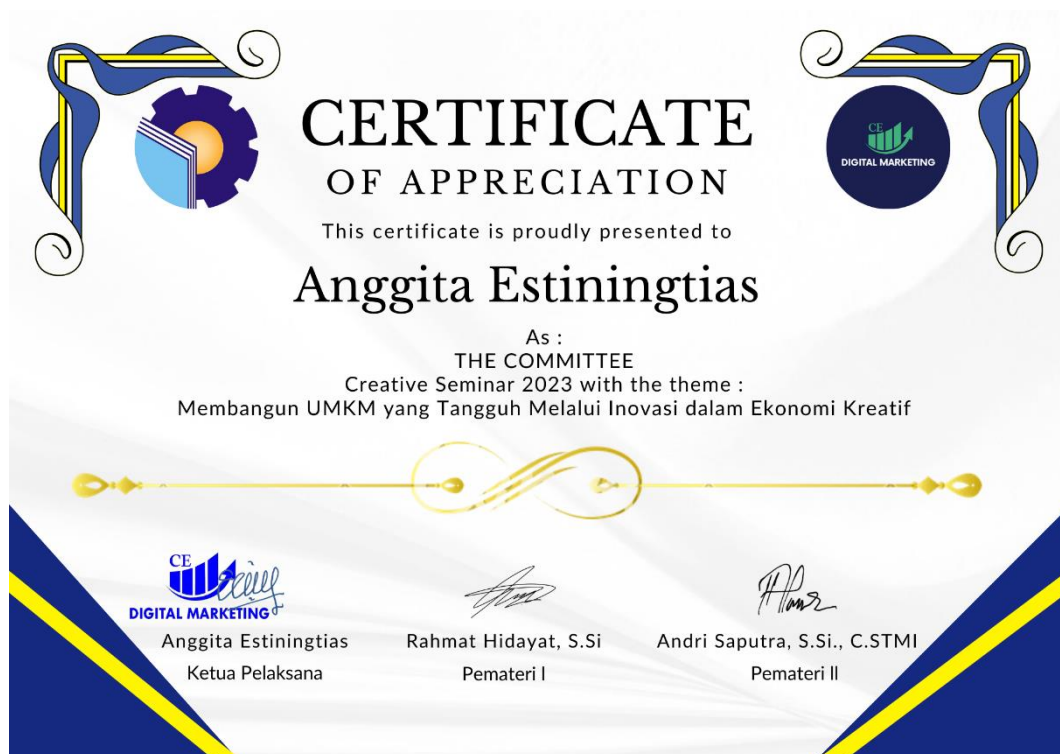 CERTIFICATE
OF APPRECIATION
CE
DIGITAL MARKETING
This certificate is proudly presented to
Anggita Estiningtias
As :
THE COMMITTEE
Creative Seminar 2023 with the theme :
Membangun UMKM yang Tangguh Melalui Inovasi dalam Ekonomi Kreatif
CE
DIGITAL MARKETING
Anggita Estiningtias
Ketua Pelaksana
Rahmat Hidayat, S.Si
Pemateri I
Andri Saputra, S.Si., C.STMI
Pemateri II